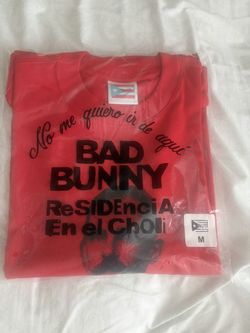 No me quiero ir de aquí
BAD
BUNNY
ReSIDEnciA
En el ChOli
M